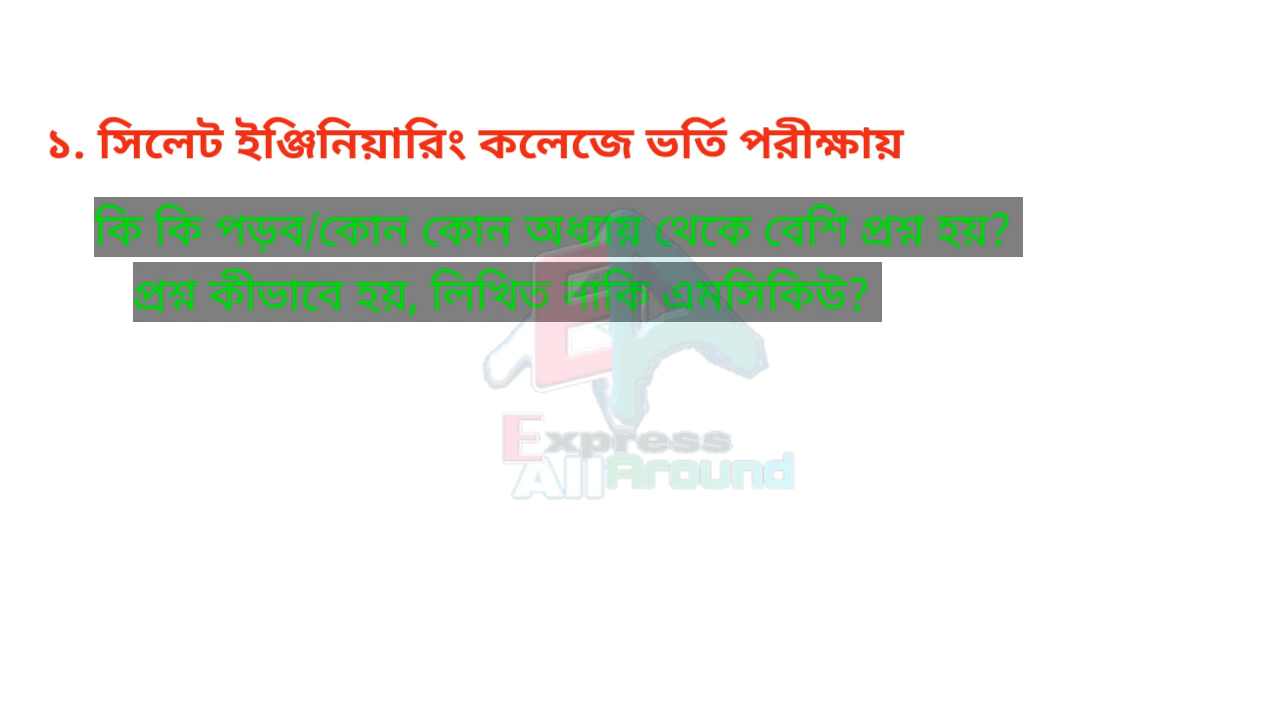 ১. সিলেট ইঞ্জিনিয়ারিং কলেজে ভর্তি পরীক্ষায়
কি কি পড়ব/কোন কোন অধ্যায় থেকে বেশি প্রশ্ন হয়?
প্রশ্ন কীভাবে হয়, লিখিত নাকি এমসিকিউ?
Express
All Around